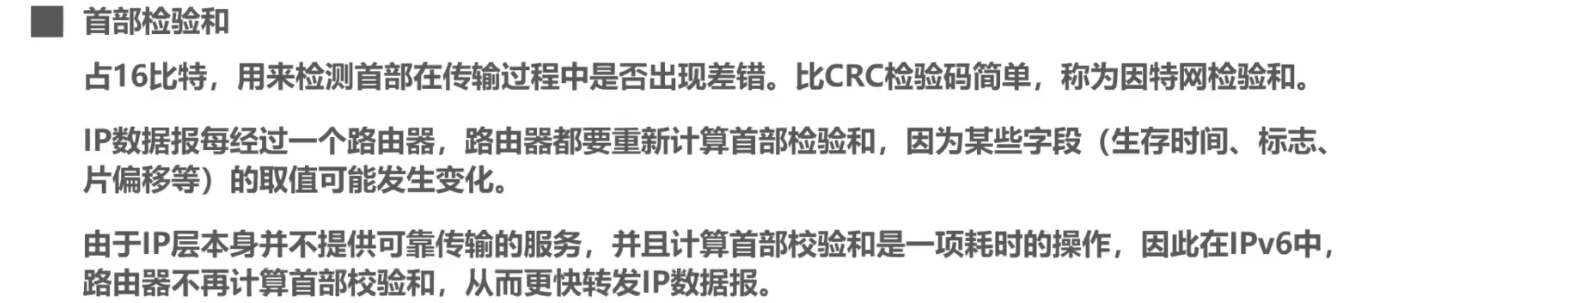 首部检验和
占16比特，用来检测首部在传输过程中是否出现差错。比CRC检验码简单，称为因特网检验和。
IP数据报每经过一个路由器，路由器都要重新计算首部检验和，因为某些字段（生存时间、标志、
片偏移等）的取值可能发生变化。
由于IP层本身并不提供可靠传输的服务，并且计算首部校验和是一项耗时的操作，因此在IPv6中，
路由器不再计算首部校验和，从而更快转发IP数据报。